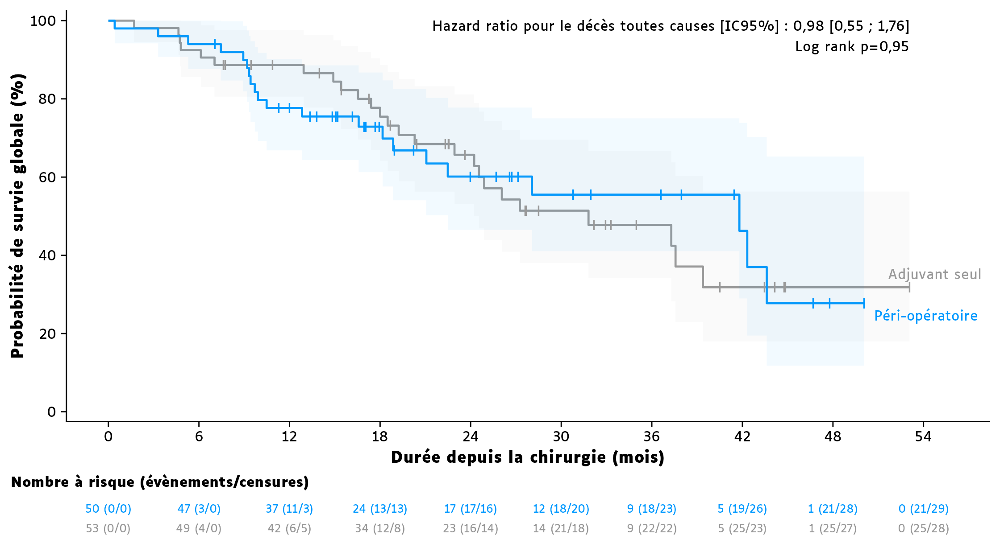 Hazard ratio pour le décès toutes causes [IC95%] : 0,98 [0,55 ; 1,76]
Log rank p=0,95
Probabilité de survie globale (%)
100
80
60
40
20
0
Adjuvant seul
Péri-opératoire
0 6 12 18 24 30 36 42 48 54
Durée depuis la chirurgie (mois)
Nombre à risque (évènements/censures)
50 (0/0) 47 (3/0) 37 (11/3) 24 (13/13) 17 (17/16) 12 (18/20) 9 (18/23) 5 (19/26) 1 (21/28) 0 (21/29)
53 (0/0) 49 (4/0) 42 (6/5) 34 (12/8) 23 (16/14) 14 (21/18) 9 (22/22) 5 (25/23) 1 (25/27) 0 (25/28)